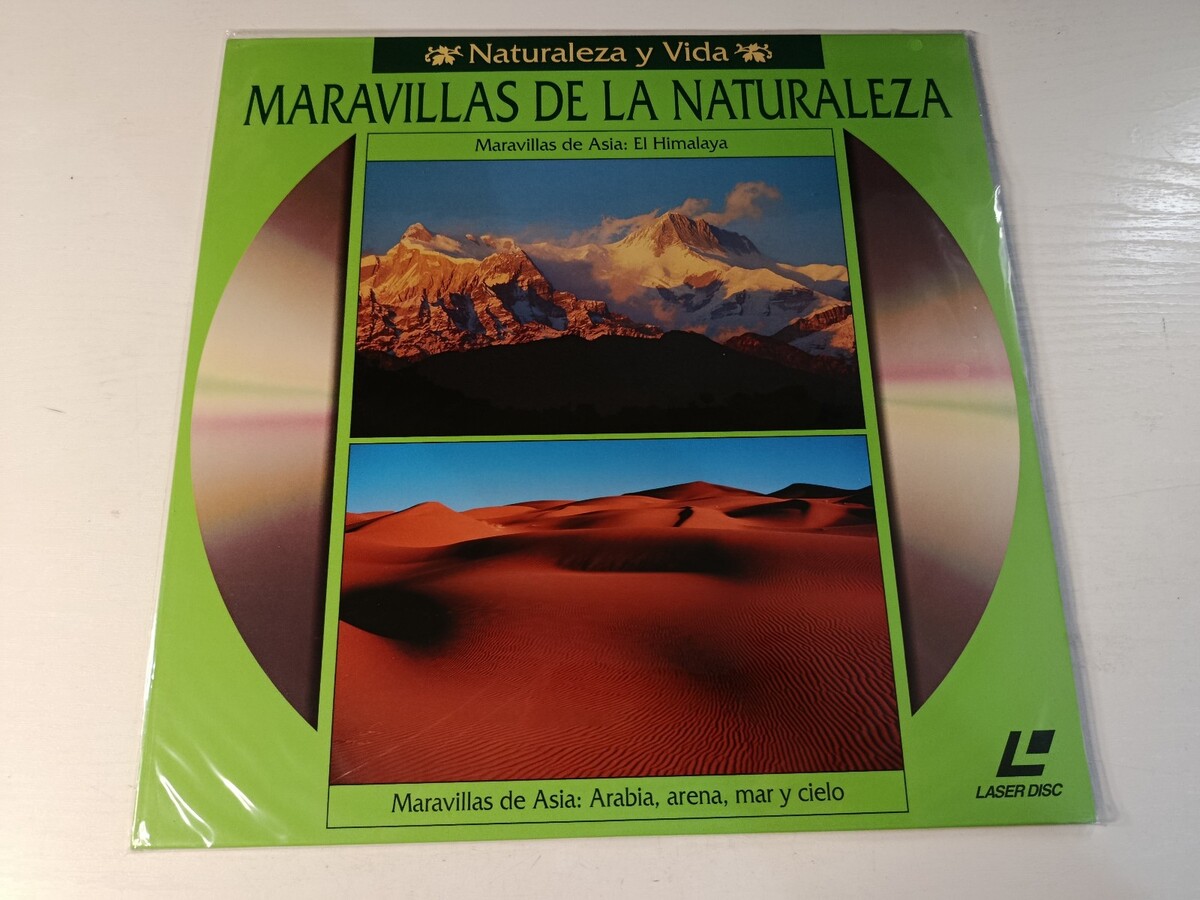 Naturaleza y Vida
MARAVILLAS DE LA NATURALEZA
Maravillas de Asia: El Himalaya
Maravillas de Asia: Arabia, arena, mar y cielo
LASER DISC